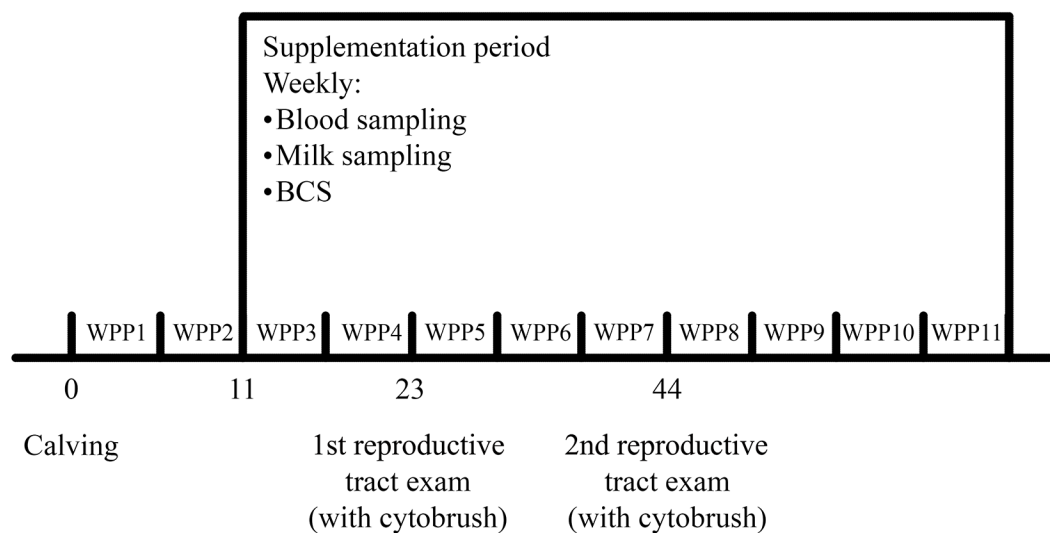 Supplementation period
Weekly:
•Blood sampling
•Milk sampling
•BCS
WPP1 WPP2 WPP3 WPP4 WPP5 WPP6 WPP7 WPP8 WPP9 WPP10 WPP11
0 11 23 44
Calving
1st reproductive
tract exam
(with cytobrush)
2nd reproductive
tract exam
(with cytobrush)